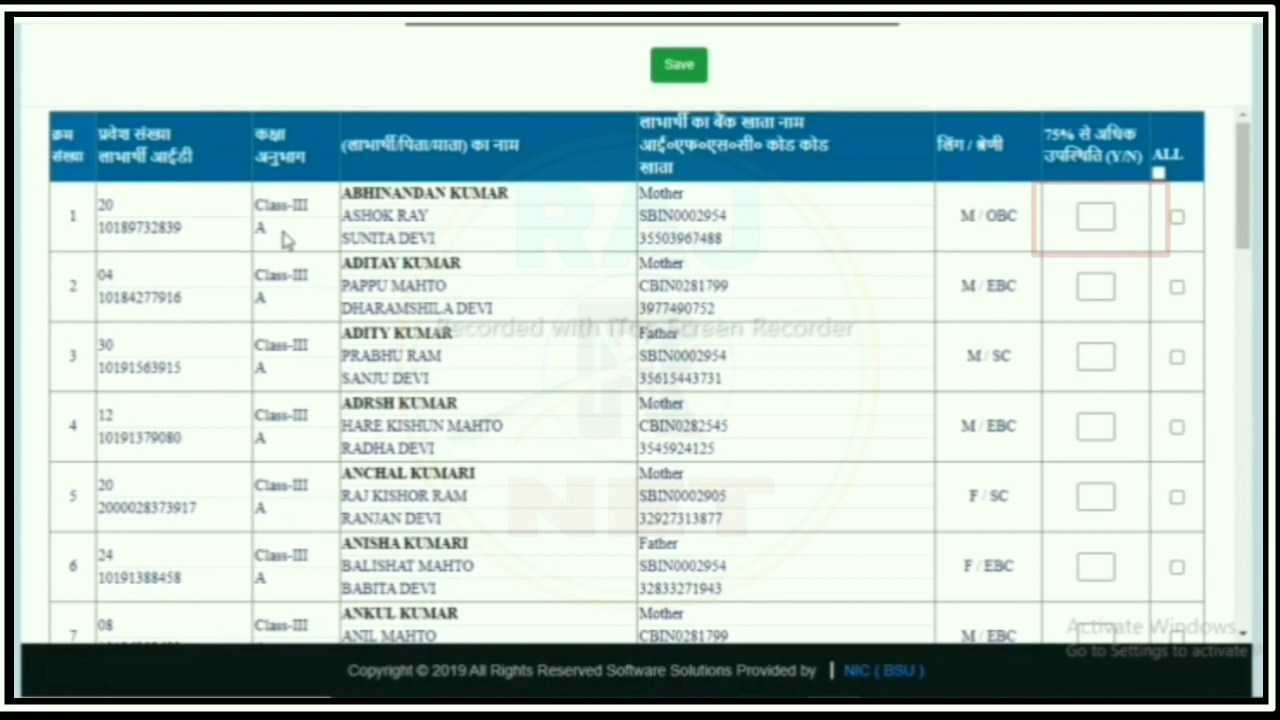 Save
क्रम संख्या
प्रवेश संख्या
लाभार्थी आईडी
कक्षा
अनुभाग
(लाभार्थी/पिता/माता) का नाम
लाभार्थी का बैंक खाता नाम
आई०एफ०एस०सी० कोड कोड
खाता
लिंग / श्रेणी
75% से अधिक
उपस्थिति (Y/N)
ALL
1
20
10189732839
Class-III
A
ABHINANDAN KUMAR
ASHOK RAY
SUNITA DEVI
Mother
SBIN0002954
35503967488
M / OBC
2
04
10184277916
Class-III
A
ADITAY KUMAR
PAPPU MAHTO
DHARAMSHILA DEVI
Mother
CBIN0281799
3977490752
M / EBC
3
30
10191563915
Class-III
A
ADITY KUMAR
PRABHU RAM
SANJU DEVI
Father
SBIN0002954
35615443731
M / SC
4
12
10191379080
Class-III
A
ADRSH KUMAR
HARE KISHUN MAHTO
RADHA DEVI
Mother
CBIN0282545
3545924125
M / EBC
5
20
2000028373917
Class-III
A
ANCHAL KUMARI
RAJ KISHOR RAM
RANJAN DEVI
Mother
SBIN0002905
32927313877
F / SC
6
24
10191388458
Class-III
A
ANISHA KUMARI
BALISHAT MAHTO
BABITA DEVI
Father
SBIN0002954
32833271943
F / EBC
7
08
Class-III
ANKUL KUMAR
ANIL MAHTO
Mother
CBIN0281799
M / EBC
RAJ
NET
Recorded with iTop Screen Recorder
Activate Windows
Go to Settings to activate
Copyright © 2019 All Rights Reserved Software Solutions Provided by | NIC ( BSU )